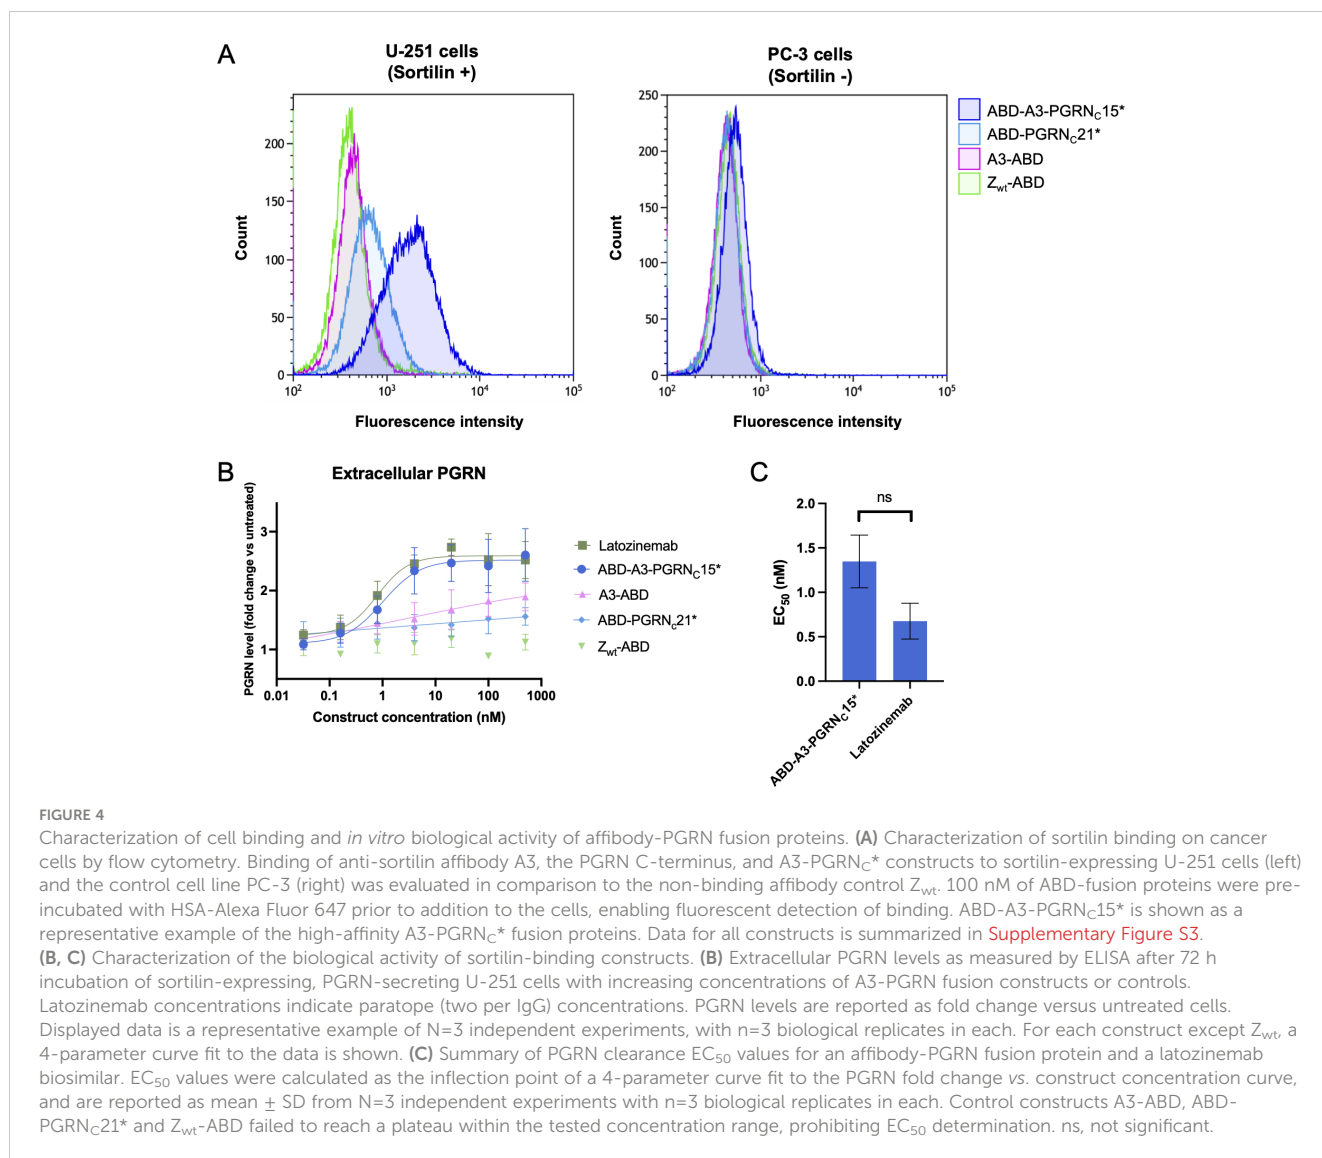 A
U-251 cells
(Sortilin +)
Count
200
150
100
50
0
10²
10³
10⁴
10⁵
Fluorescence intensity
PC-3 cells
(Sortilin -)
Count
250
200
150
100
50
0
10²
10³
10⁴
10⁵
Fluorescence intensity
ABD-A3-PGRNC15*
ABD-PGRNC21*
A3-ABD
Zwt-ABD
B
Extracellular PGRN
PGRN level (fold change vs untreated)
3
2
1
0.01
0.1
1
10
100
1000
Construct concentration (nM)
Latozinemab
ABD-A3-PGRNC15*
A3-ABD
ABD-PGRNC21*
Zwt-ABD
C
ns
EC50 (nM)
2.0
1.5
1.0
0.5
0.0
ABD-A3-PGRNC15*
Latozinemab
FIGURE 4
Characterization of cell binding and in vitro biological activity of affibody-PGRN fusion proteins. (A) Characterization of sortilin binding on cancer
cells by flow cytometry. Binding of anti-sortilin affibody A3, the PGRN C-terminus, and A3-PGRNC* constructs to sortilin-expressing U-251 cells (left)
and the control cell line PC-3 (right) was evaluated in comparison to the non-binding affibody control Zwt. 100 nM of ABD-fusion proteins were pre-
incubated with HSA-Alexa Fluor 647 prior to addition to the cells, enabling fluorescent detection of binding. ABD-A3-PGRNC15* is shown as a
representative example of the high-affinity A3-PGRNC* fusion proteins. Data for all constructs is summarized in Supplementary Figure S3.
(B, C) Characterization of the biological activity of sortilin-binding constructs. (B) Extracellular PGRN levels as measured by ELISA after 72 h
incubation of sortilin-expressing, PGRN-secreting U-251 cells with increasing concentrations of A3-PGRN fusion constructs or controls.
Latozinemab concentrations indicate paratope (two per IgG) concentrations. PGRN levels are reported as fold change versus untreated cells.
Displayed data is a representative example of N=3 independent experiments, with n=3 biological replicates in each. For each construct except Zwt, a
4-parameter curve fit to the data is shown. (C) Summary of PGRN clearance EC50 values for an affibody-PGRN fusion protein and a latozinemab
biosimilar. EC50 values were calculated as the inflection point of a 4-parameter curve fit to the PGRN fold change vs. construct concentration curve,
and are reported as mean ± SD from N=3 independent experiments with n=3 biological replicates in each. Control constructs A3-ABD, ABD-
PGRNC21* and Zwt-ABD failed to reach a plateau within the tested concentration range, prohibiting EC50 determination. ns, not significant.